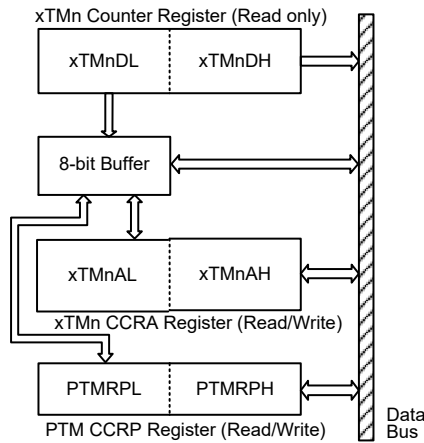 xTMn Counter Register (Read only)
xTMnDL xTMnDH
8-bit Buffer
xTMnAL xTMnAH
xTMn CCRA Register (Read/Write)
PTMRPL PTMRPH
PTM CCRP Register (Read/Write)
Data
Bus